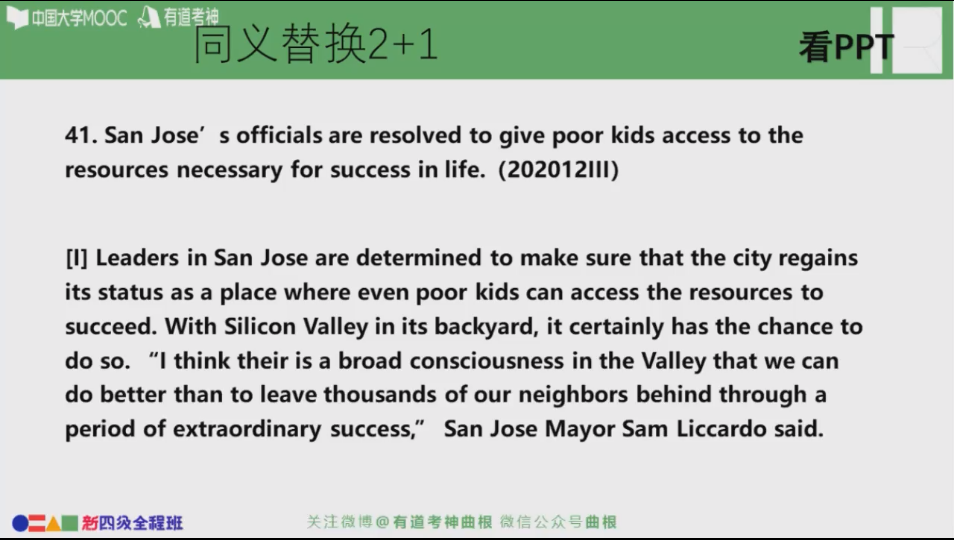 中国大学MOOC 有道考神
同义替换2+1
看PPT
41. San Jose’ s officials are resolved to give poor kids access to the
resources necessary for success in life. (202012III)
[I] Leaders in San Jose are determined to make sure that the city regains
its status as a place where even poor kids can access the resources to
succeed. With Silicon Valley in its backyard, it certainly has the chance to
do so. “I think their is a broad consciousness in the Valley that we can
do better than to leave thousands of our neighbors behind through a
period of extraordinary success,” San Jose Mayor Sam Liccardo said.
新四级全程班
关注微博@有道考神曲根 微信公众号曲根